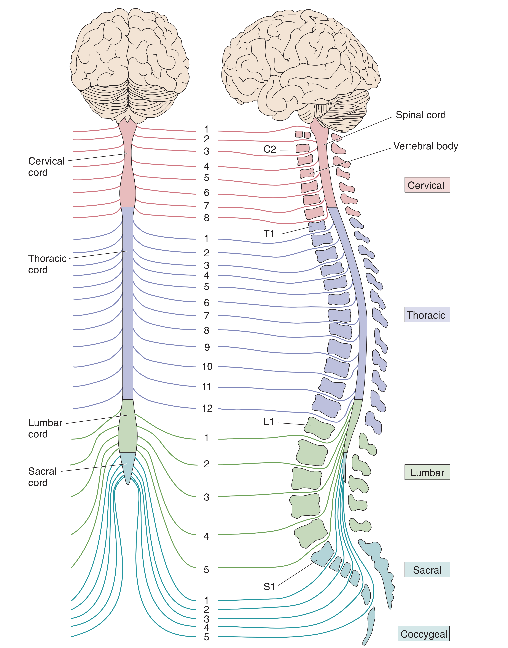 Spinal cord
Vertebral body
Cervical
cord
1
2
3
4
5
6
7
8
C2
Cervical
T1
Thoracic
cord
1
2
3
4
5
6
7
8
9
10
11
12
Thoracic
L1
Lumbar
cord
1
2
3
4
5
Lumbar
Sacral
cord
S1
Sacral
1
2
3
4
5
Coccygeal